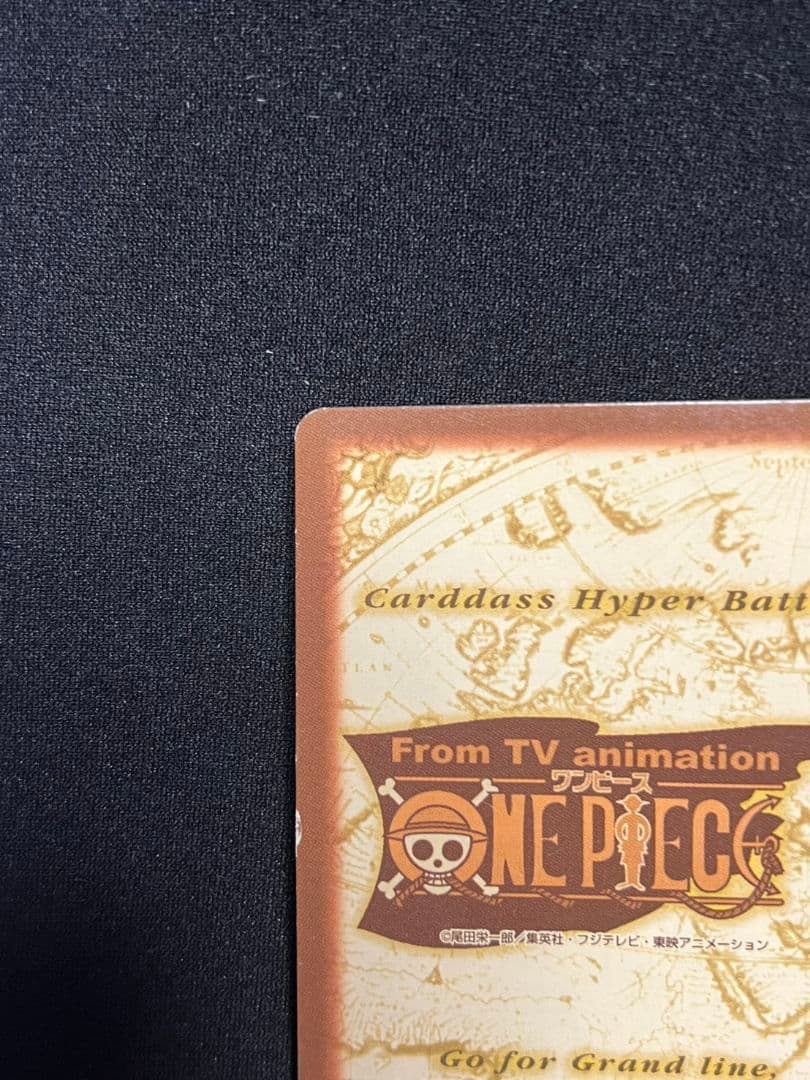 Carddass Hyper Batt
From TV animation
ワンピース
ONE PIECE
©尾田栄一郎／集英社・フジテレビ・東映アニメーション
Go for Grand line,